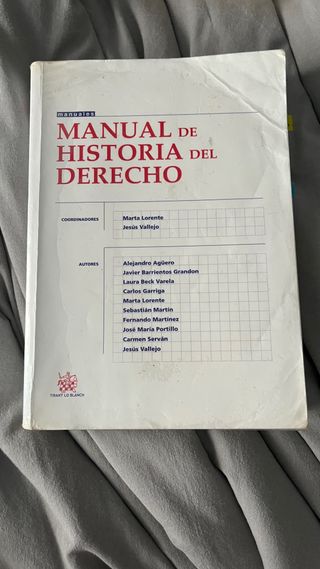 manuales
MANUAL DE
HISTORIA DEL
DERECHO
COORDINADORES
Marta Lorente
Jesús Vallejo
AUTORES
Alejandro Agüero
Javier Barrientos Grandon
Laura Beck Varela
Carlos Garriga
Marta Lorente
Sebastián Martín
Fernando Martínez
José María Portillo
Carmen Serván
Jesús Vallejo
TIRANT LO BLANCH